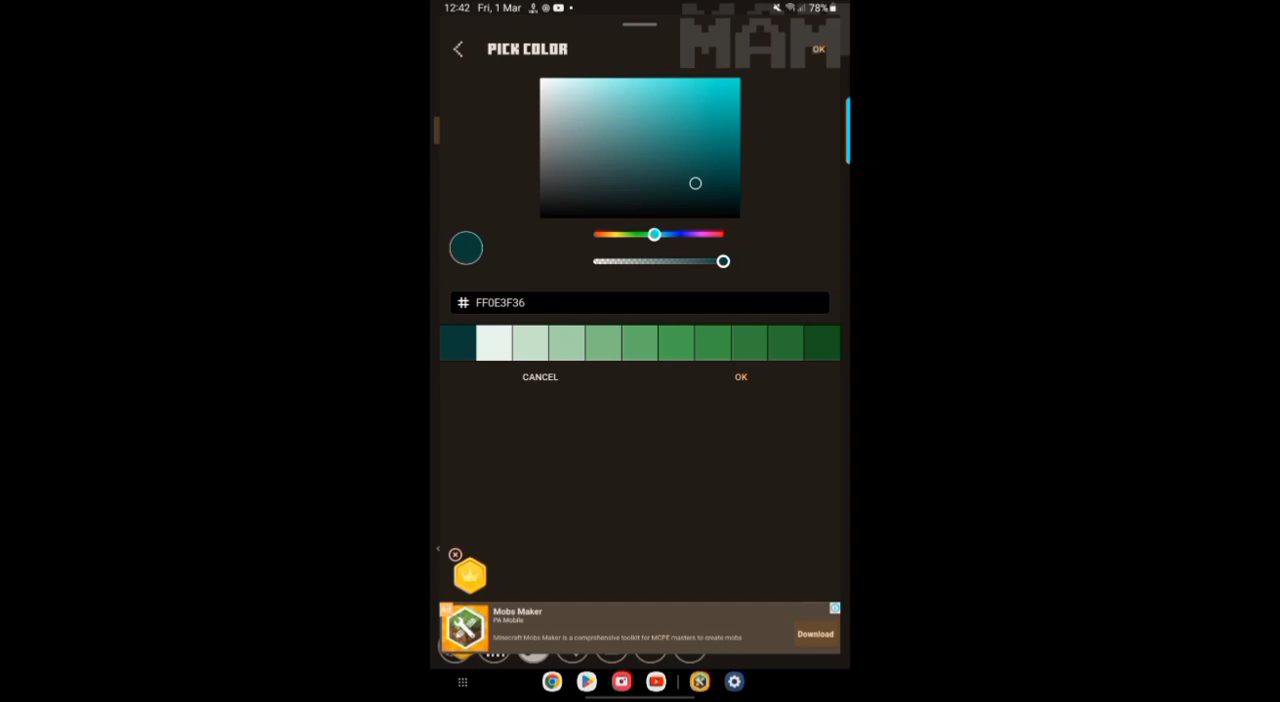 12:42 Fri, 1 Mar
78%
MAM
PICK COLOR
OK
# FF0E3F36
CANCEL
OK
Mobs Maker
PA Mobile
Minecraft Mobs Maker is a comprehensive toolkit for MCPE masters to create mobs
Download